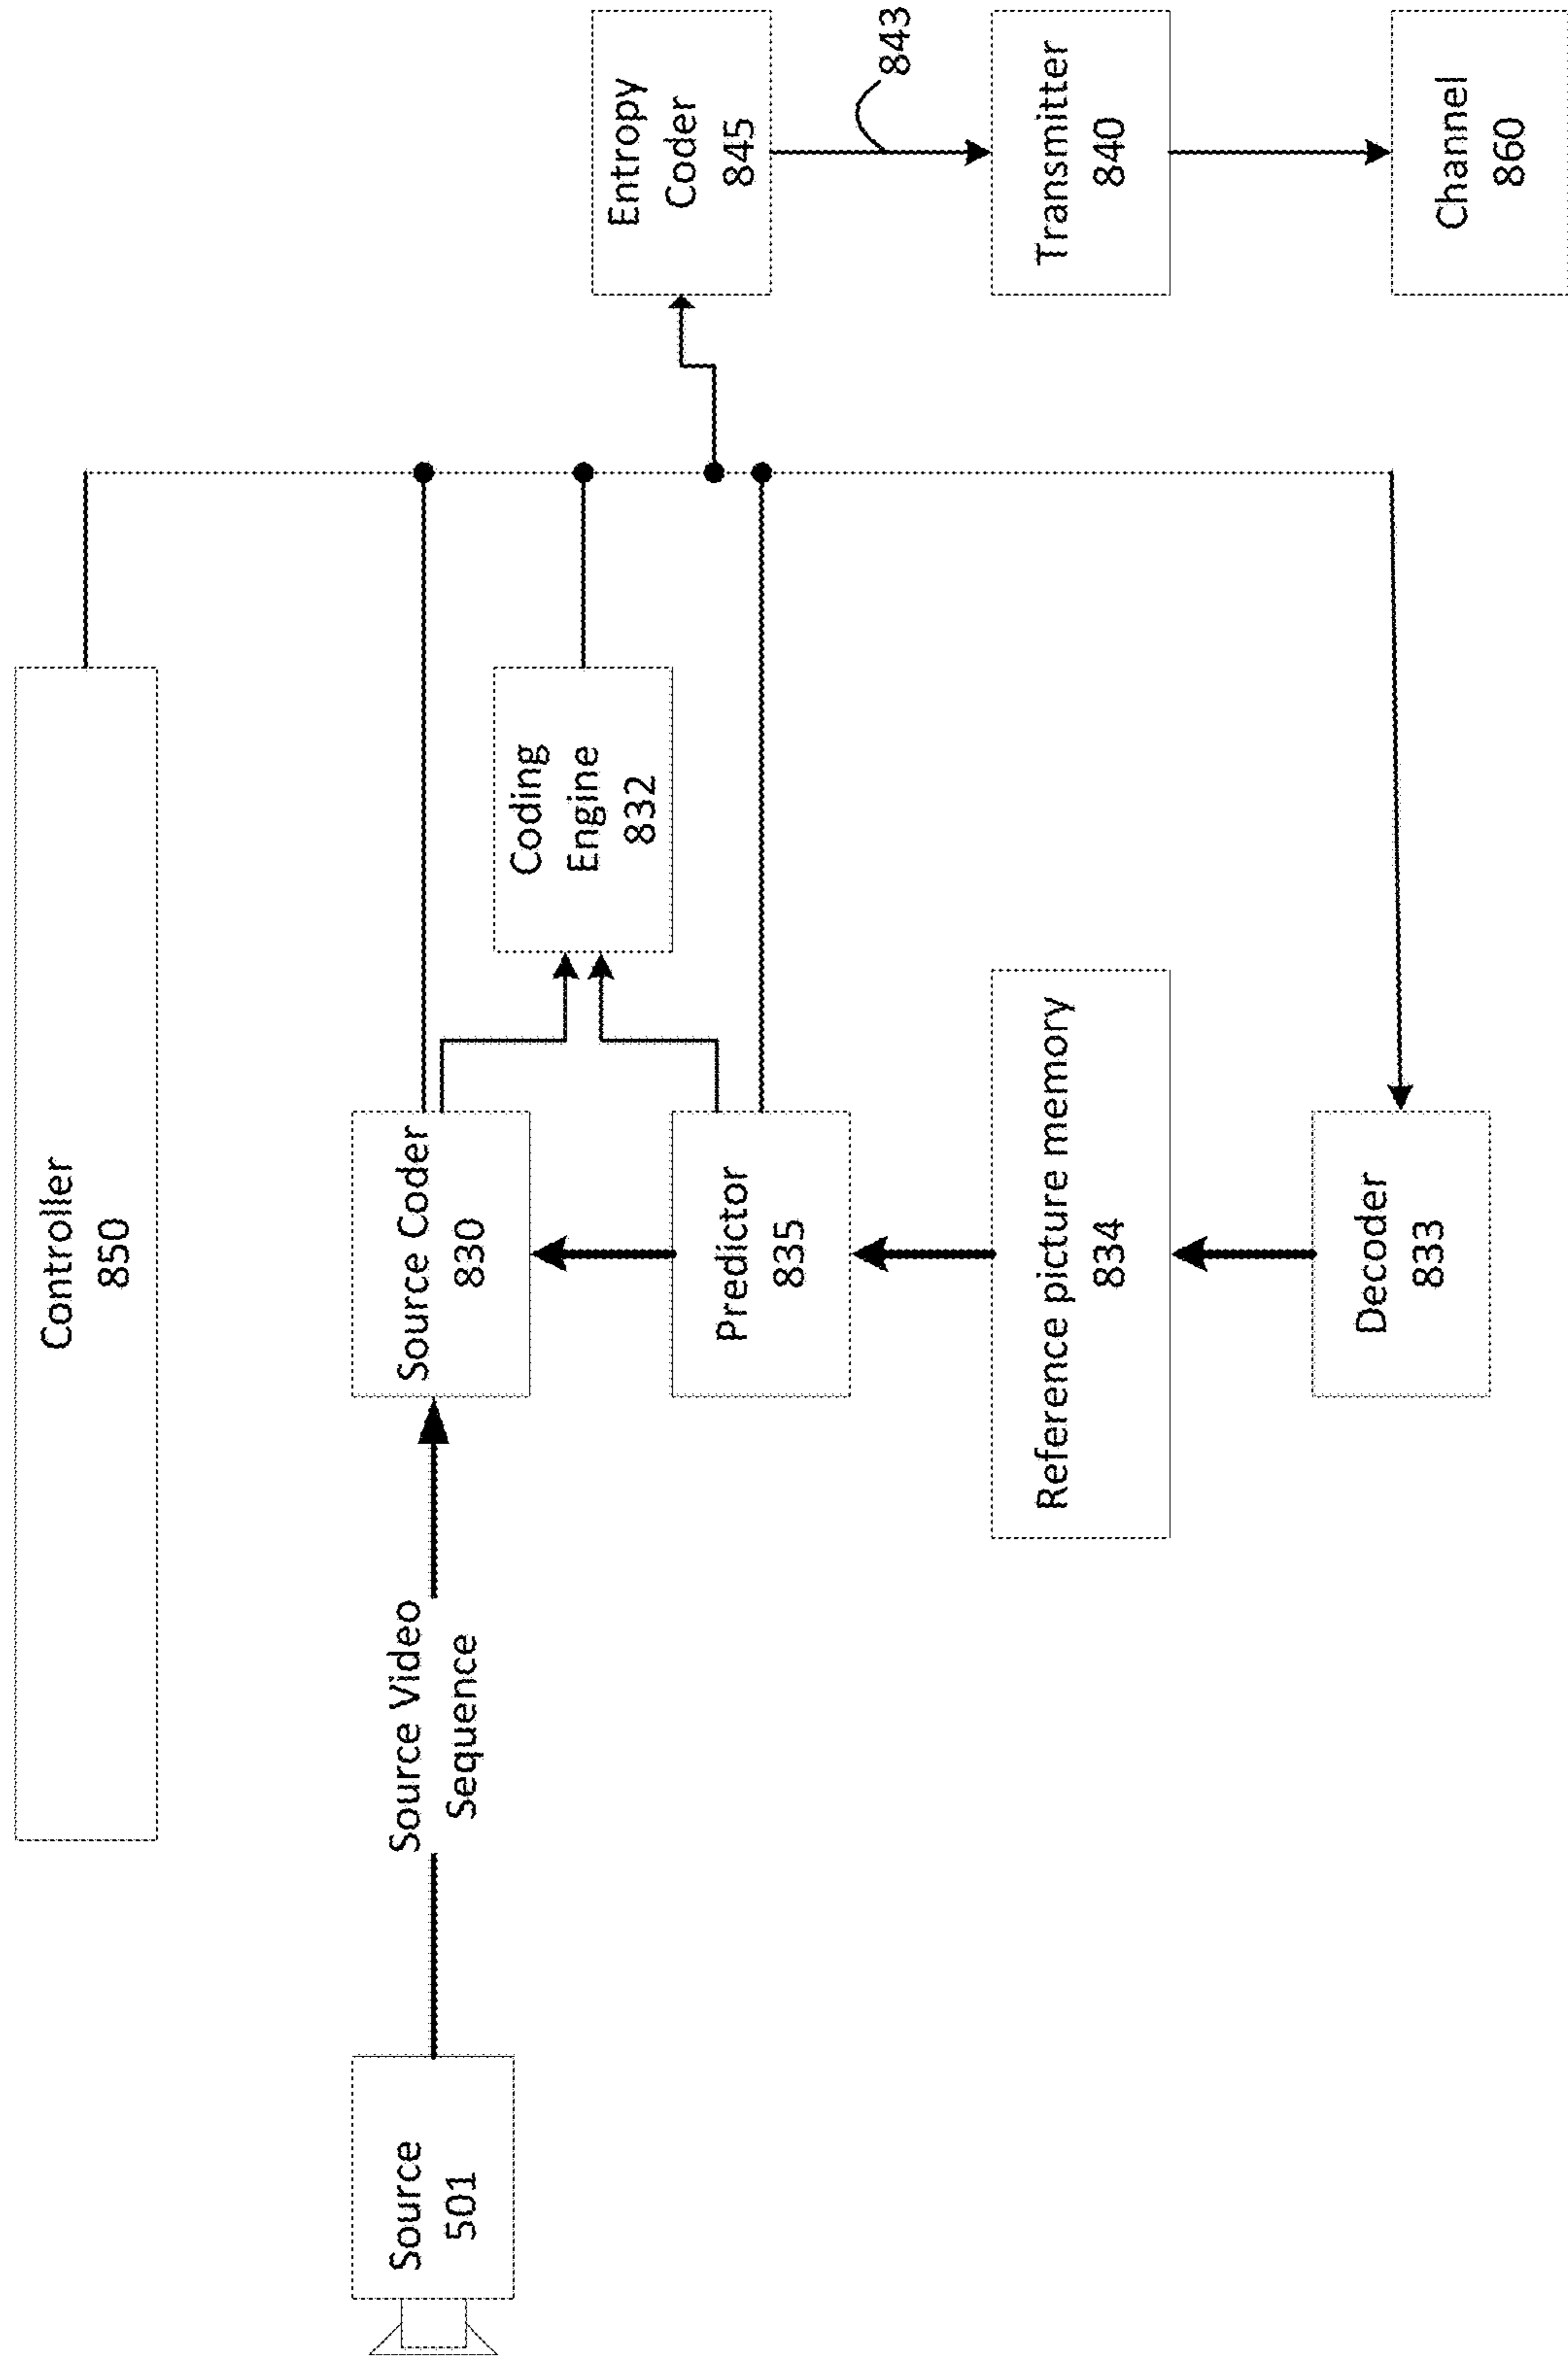 Controller
850
Source
501
Source Video
Sequence
Source Coder
830
Coding
Engine
832
Predictor
835
Reference picture memory
834
Decoder
833
Entropy
Coder
845
843
Transmitter
840
Channel
860